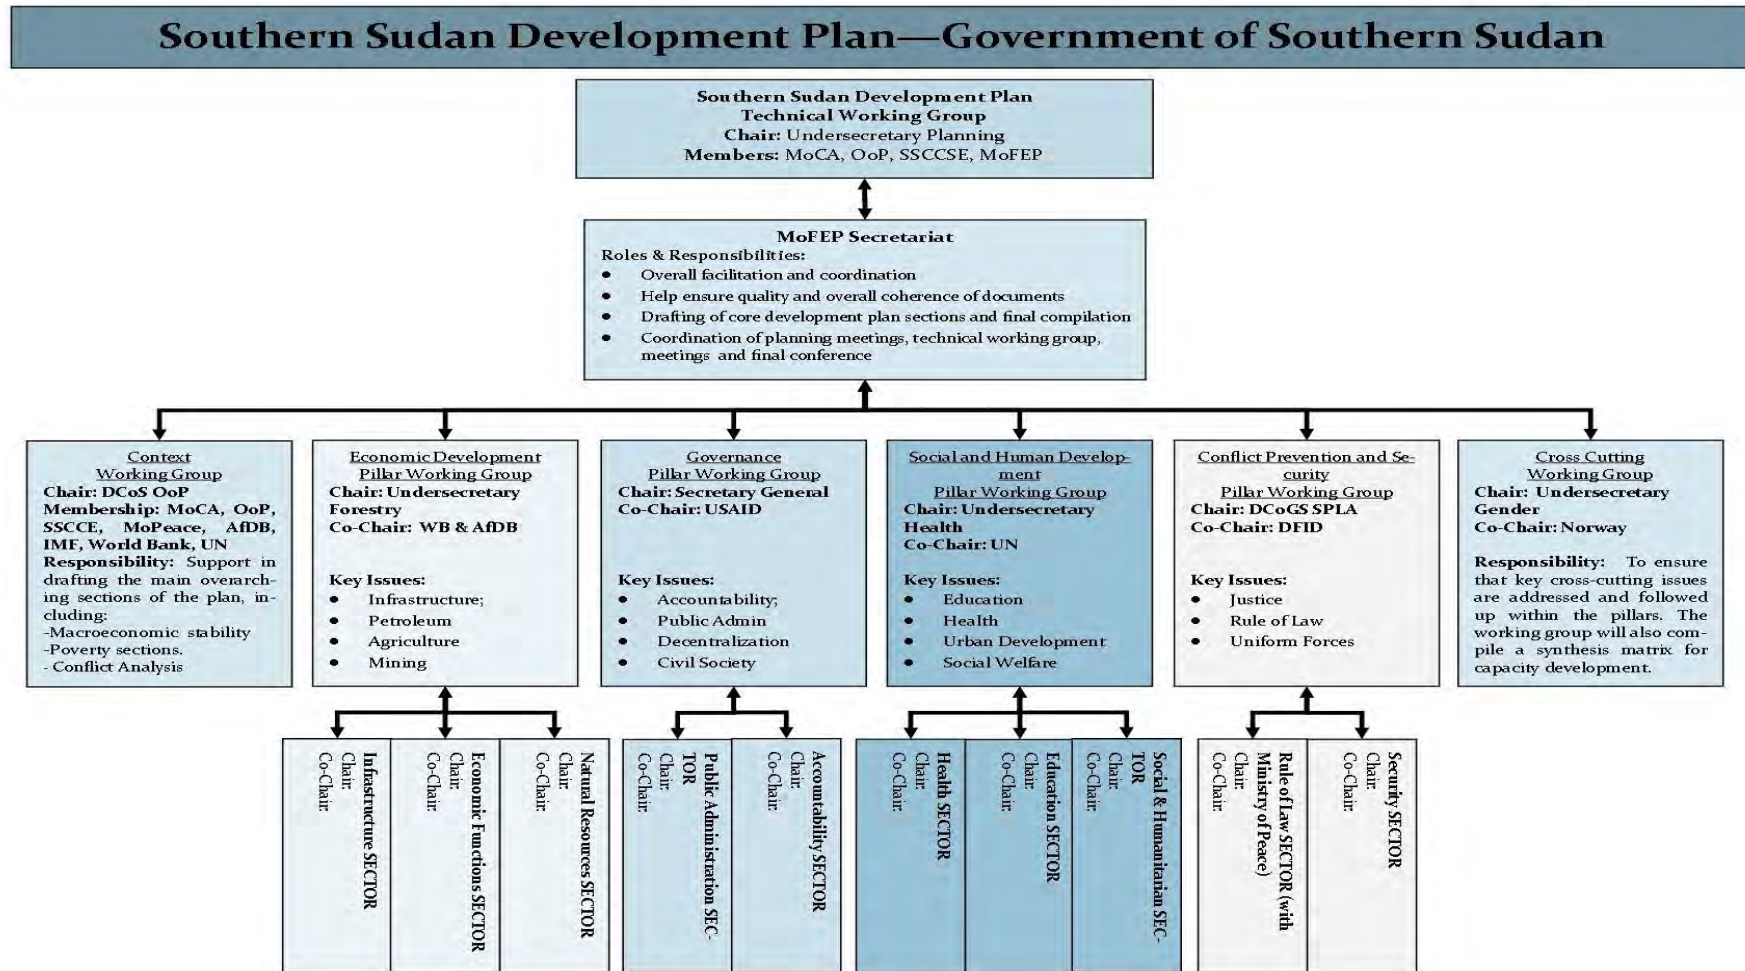 Southern Sudan Development Plan—Government of Southern Sudan
Southern Sudan Development Plan
Technical Working Group
Chair: Undersecretary Planning
Members: MoCA, OoP, SSCCSE, MoFEP
MoFEP Secretariat
Roles & Responsibilities:
● Overall facilitation and coordination
● Help ensure quality and overall coherence of documents
● Drafting of core development plan sections and final compilation
● Coordination of planning meetings, technical working group,
meetings and final conference
Context
Working Group
Chair: DCoS OoP
Membership: MoCA, OoP,
SSCCE, MoPeace, AfDB,
IMF, World Bank, UN
Responsibility: Support in
drafting the main overarch-
ing sections of the plan, in-
cluding:
-Macroeconomic stability
-Poverty sections.
- Conflict Analysis
Economic Development
Pillar Working Group
Chair: Undersecretary
Forestry
Co-Chair: WB & AfDB
Key Issues:
● Infrastructure;
● Petroleum
● Agriculture
● Mining
Governance
Pillar Working Group
Chair: Secretary General
Co-Chair: USAID
Key Issues:
● Accountability;
● Public Admin
● Decentralization
● Civil Society
Social and Human Develop-
ment
Pillar Working Group
Chair: Undersecretary
Health
Co-Chair: UN
Key Issues:
● Education
● Health
● Urban Development
● Social Welfare
Conflict Prevention and Se-
curity
Pillar Working Group
Chair: DCoGS SPLA
Co-Chair: DFID
Key Issues:
● Justice
● Rule of Law
● Uniform Forces
Cross Cutting
Working Group
Chair: Undersecretary
Gender
Co-Chair: Norway
Responsibility: To ensure
that key cross-cutting issues
are addressed and followed
up within the pillars. The
working group will also com-
pile a synthesis matrix for
capacity development.
Infrastructure SECTOR
Chair:
Co-Chair:
Economic Functions SECTOR
Chair:
Co-Chair:
Natural Resources SECTOR
Chair:
Co-Chair:
Public Administration SEC-
TOR
Chair:
Co-Chair:
Accountability SECTOR
Chair:
Co-Chair:
Health SECTOR
Chair:
Co-Chair:
Education SECTOR
Chair:
Co-Chair:
Social & Humanitarian SEC-
TOR
Chair:
Co-Chair:
Rule of Law SECTOR (with
Ministry of Peace)
Chair:
Co-Chair:
Security SECTOR
Chair:
Co-Chair: